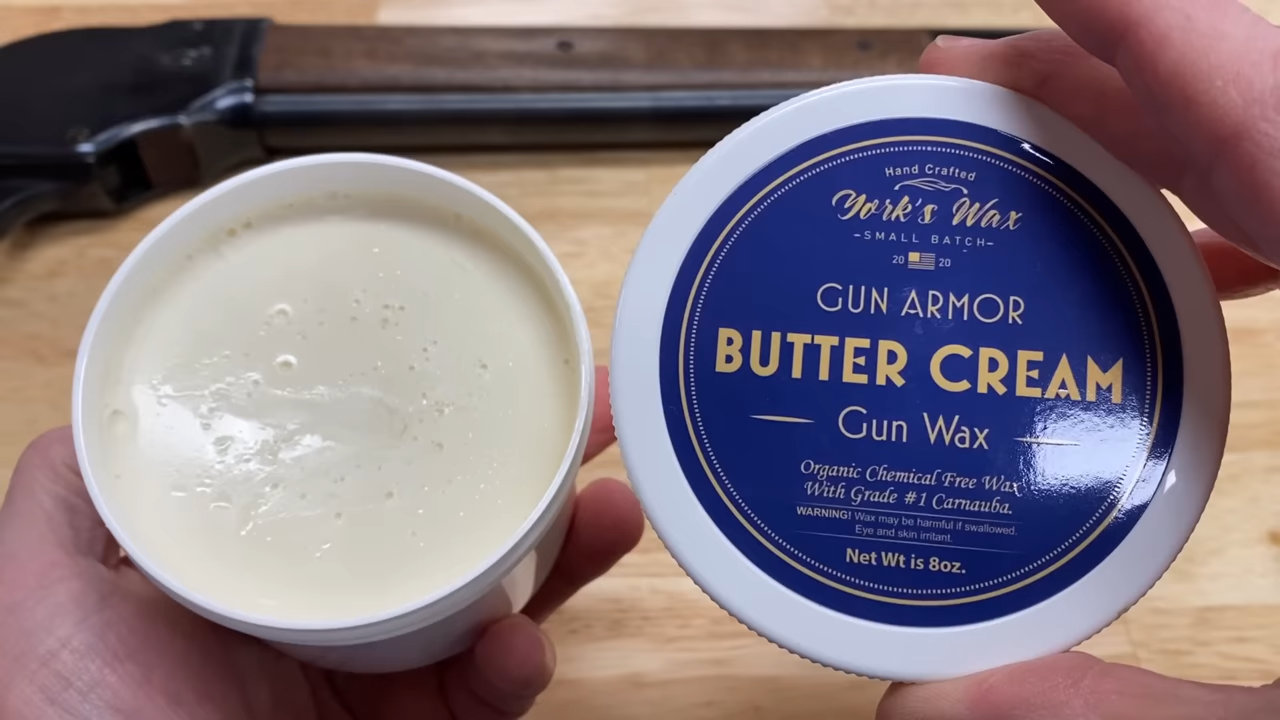 Hand Crafted
York's Wax
-SMALL BATCH-
20 20
GUN ARMOR
BUTTER CREAM
Gun Wax
Organic Chemical Free Wax
With Grade #1 Carnauba.
WARNING! Wax may be harmful if swallowed.
Eye and skin irritant.
Net Wt is 8oz.